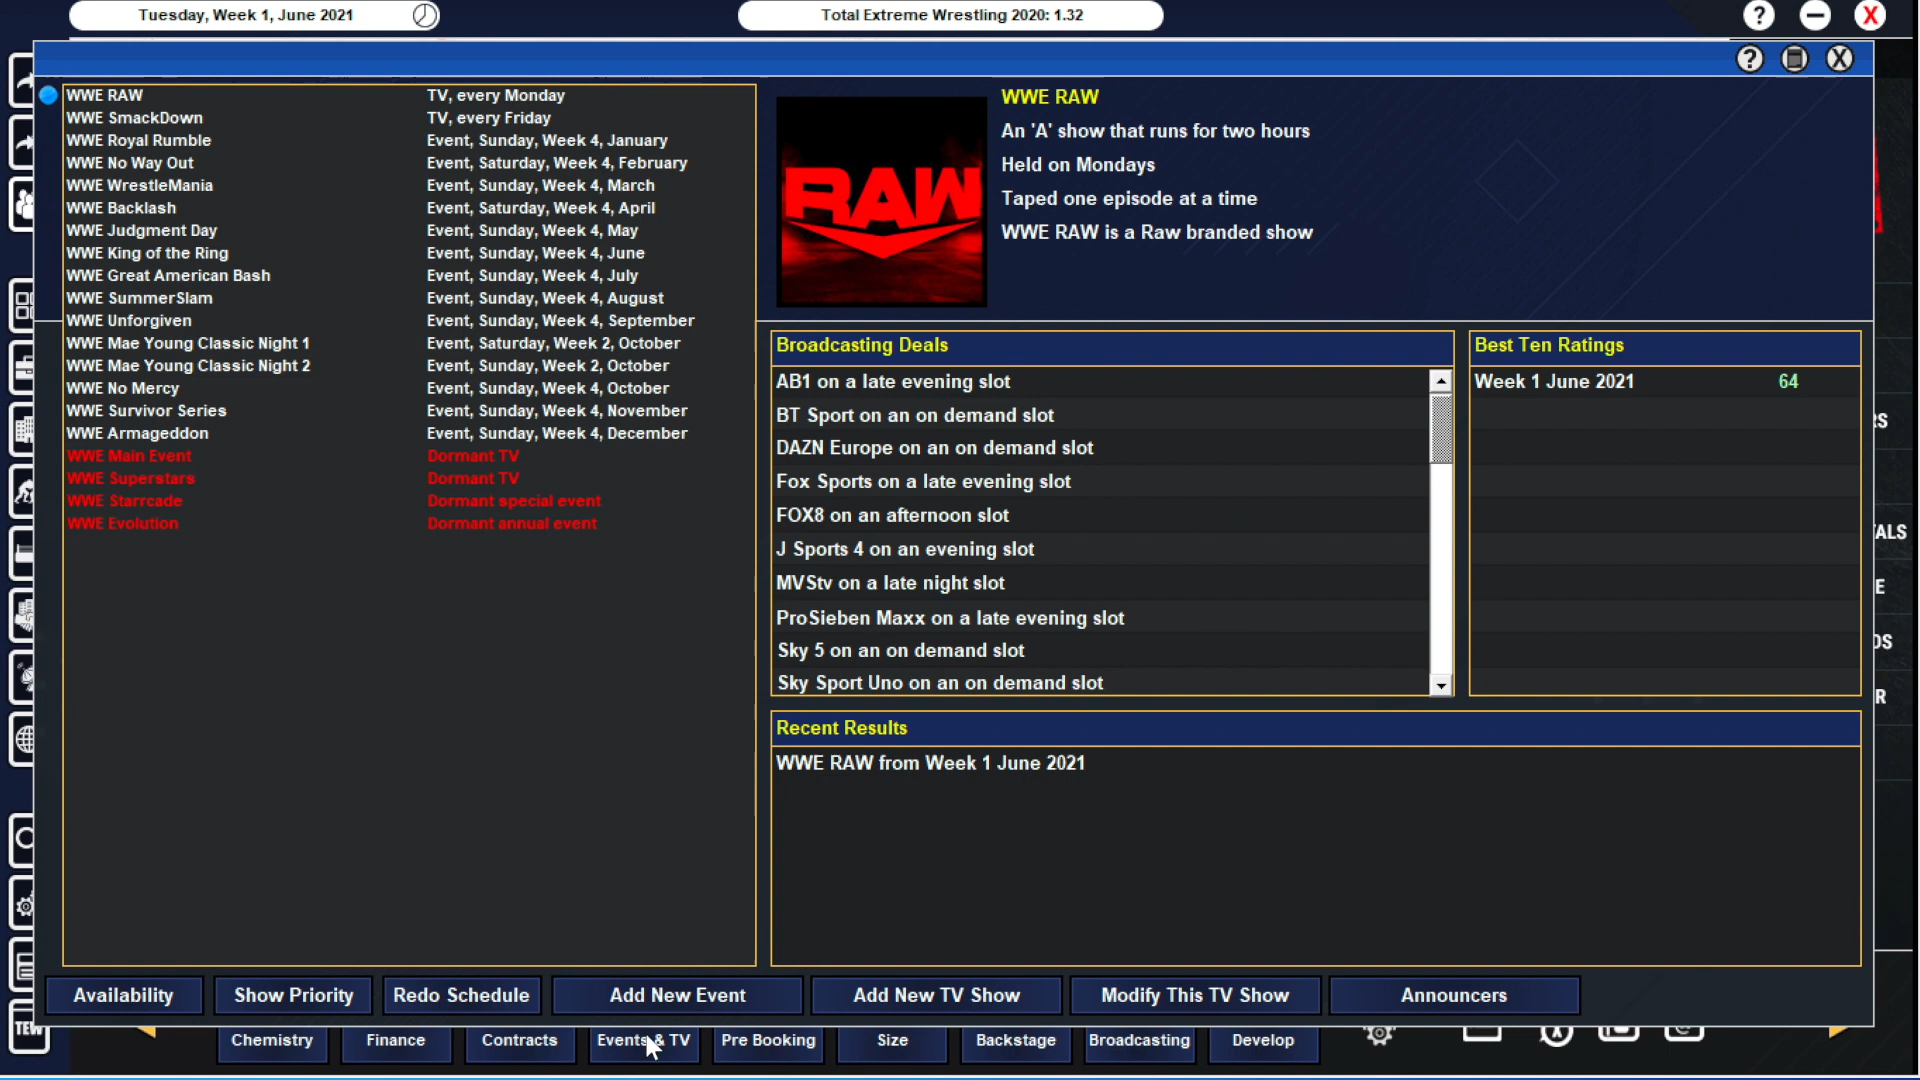 Tuesday, Week 1, June 2021
Total Extreme Wrestling 2020: 1.32
?
X
?
X
WWE RAW TV, every Monday
WWE SmackDown TV, every Friday
WWE Royal Rumble Event, Sunday, Week 4, January
WWE No Way Out Event, Saturday, Week 4, February
WWE WrestleMania Event, Sunday, Week 4, March
WWE Backlash Event, Saturday, Week 4, April
WWE Judgment Day Event, Sunday, Week 4, May
WWE King of the Ring Event, Sunday, Week 4, June
WWE Great American Bash Event, Sunday, Week 4, July
WWE SummerSlam Event, Sunday, Week 4, August
WWE Unforgiven Event, Sunday, Week 4, September
WWE Mae Young Classic Night 1 Event, Saturday, Week 2, October
WWE Mae Young Classic Night 2 Event, Sunday, Week 2, October
WWE No Mercy Event, Sunday, Week 4, October
WWE Survivor Series Event, Sunday, Week 4, November
WWE Armageddon Event, Sunday, Week 4, December
WWE Main Event Dormant TV
WWE Superstars Dormant TV
WWE Starrcade Dormant special event
WWE Evolution Dormant annual event
RAW
WWE RAW
An 'A' show that runs for two hours
Held on Mondays
Taped one episode at a time
WWE RAW is a Raw branded show
Broadcasting Deals
AB1 on a late evening slot
BT Sport on an on demand slot
DAZN Europe on an on demand slot
Fox Sports on a late evening slot
FOX8 on an afternoon slot
J Sports 4 on an evening slot
MVStv on a late night slot
ProSieben Maxx on a late evening slot
Sky 5 on an on demand slot
Sky Sport Uno on an on demand slot
Best Ten Ratings
Week 1 June 2021 64
Recent Results
WWE RAW from Week 1 June 2021
Availability
Show Priority
Redo Schedule
Add New Event
Add New TV Show
Modify This TV Show
Announcers
TEW
Chemistry
Finance
Contracts
Events & TV
Pre Booking
Size
Backstage
Broadcasting
Develop